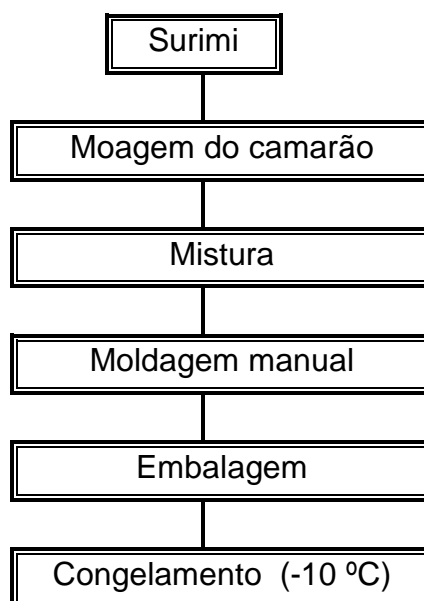 Surimi
Moagem do camarão
Mistura
Moldagem manual
Embalagem
Congelamento (-10 ºC)